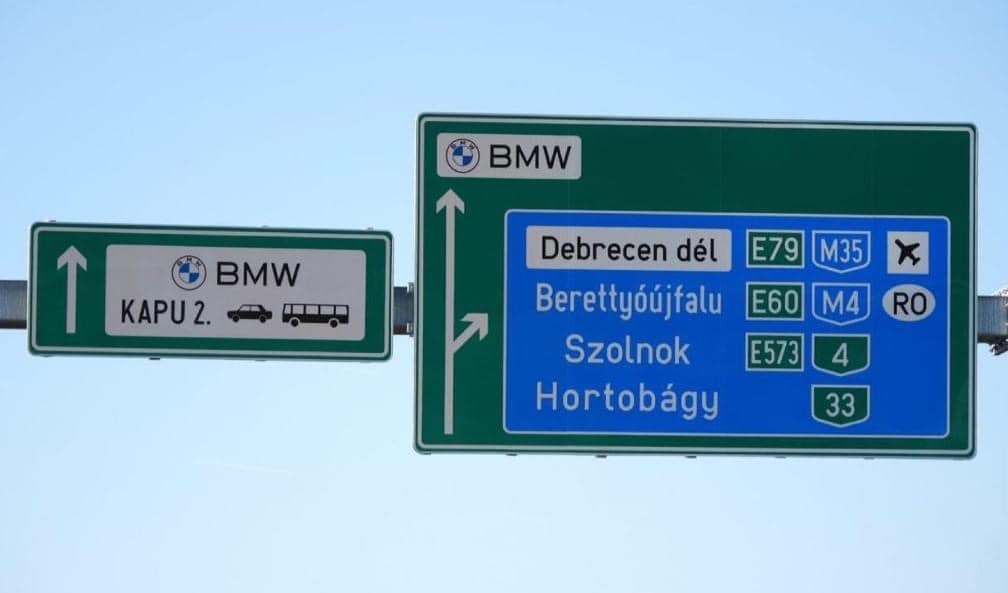 BMW
KAPU 2.
BMW
Debrecen dél E79 M35
Berettyóújfalu E60 M4 RO
Szolnok E573 4
Hortobágy 33